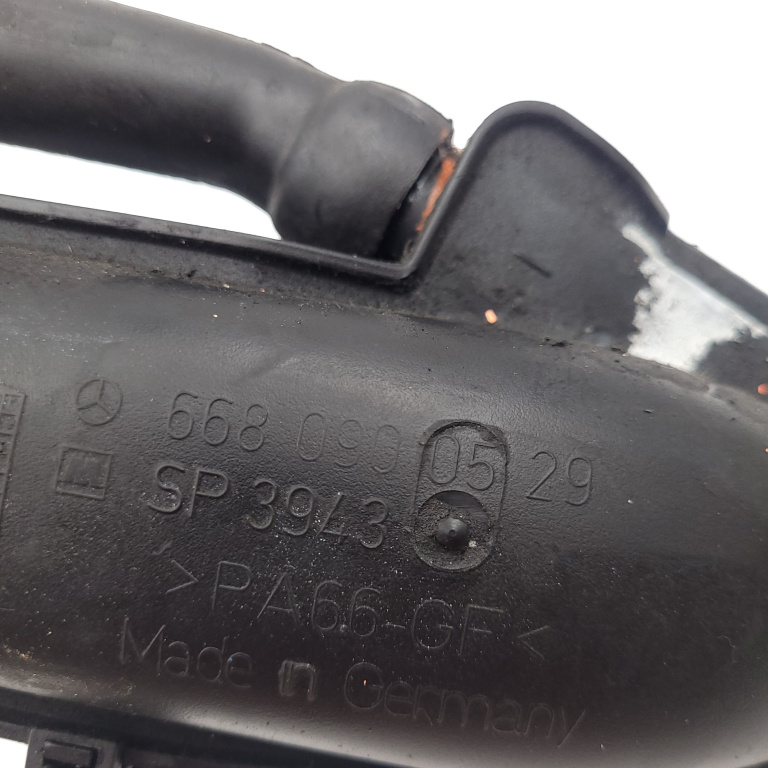 668 090 05 29
SP 3943
>PA66-GF<
Made in Germany